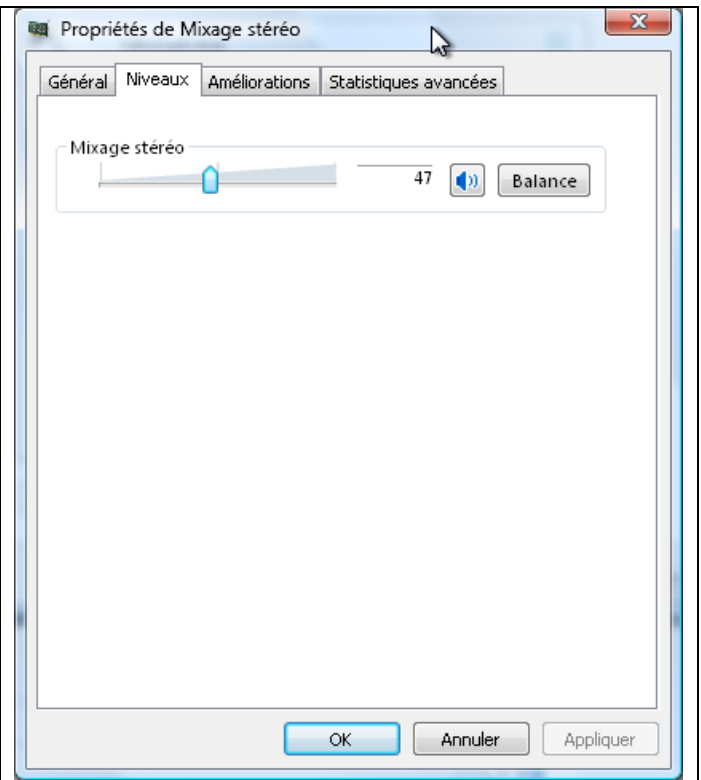 Propriétés de Mixage stéréo
Général Niveaux Améliorations Statistiques avancées
Mixage stéréo
47 Balance
OK Annuler Appliquer